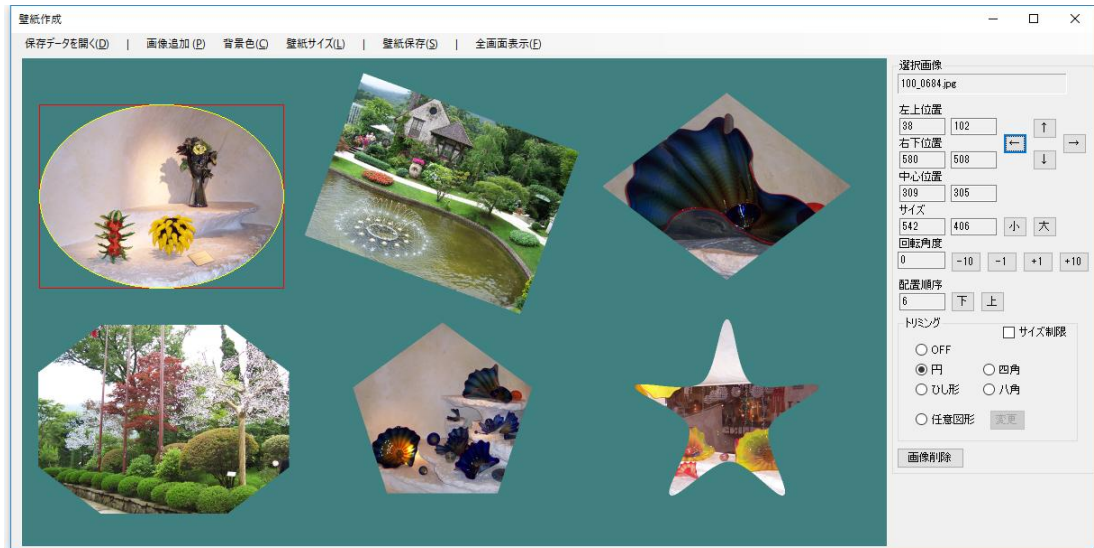 壁紙作成
保存データを開く(D) | 画像追加 (P) 背景色(C) 壁紙サイズ(L) | 壁紙保存(S) | 全画面表示(F)
選択画像
100_0684.jpg
左上位置
38 102 ↑
← →
右下位置
580 508 ↓
中心位置
309 305
サイズ
542 406 小 大
回転角度
0 -10 -1 +1 +10
配置順序
6 下 上
トリミング
サイズ制限
OFF
円 四角
ひし形 八角
任意図形 変更
画像削除